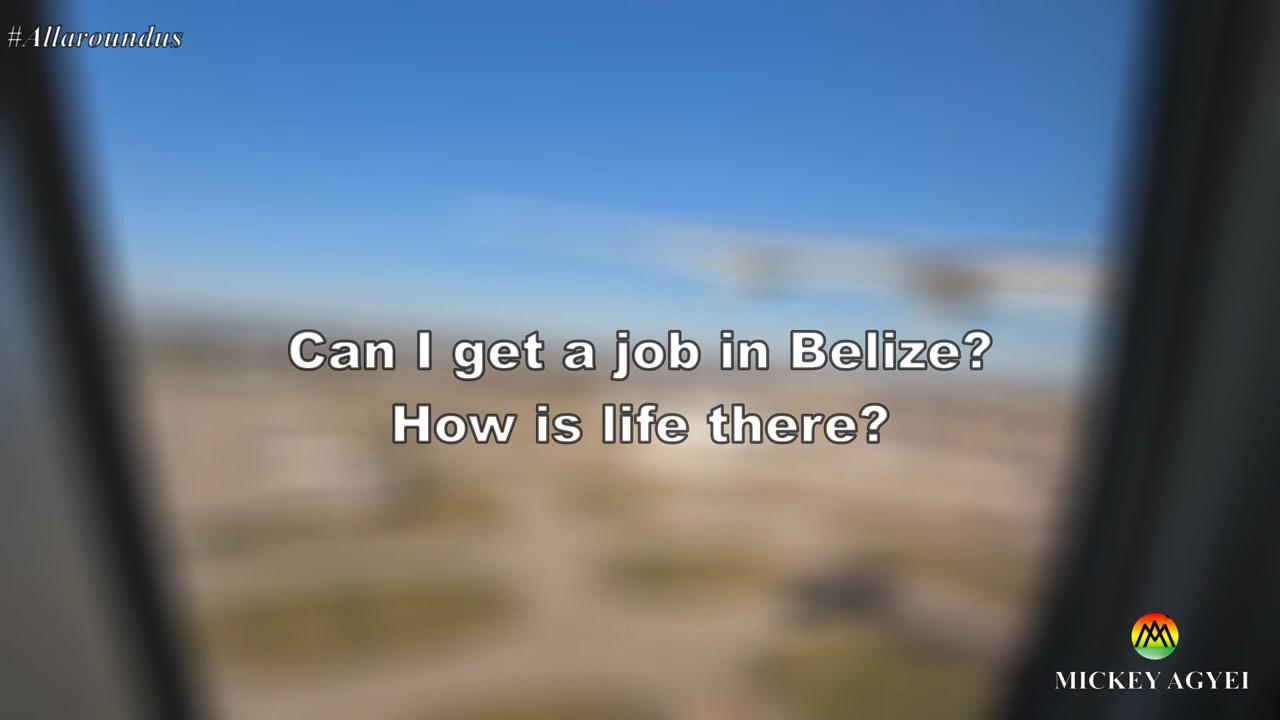 #Allaroundus
Can I get a job in Belize?
How is life there?
MICKEY AGYEI